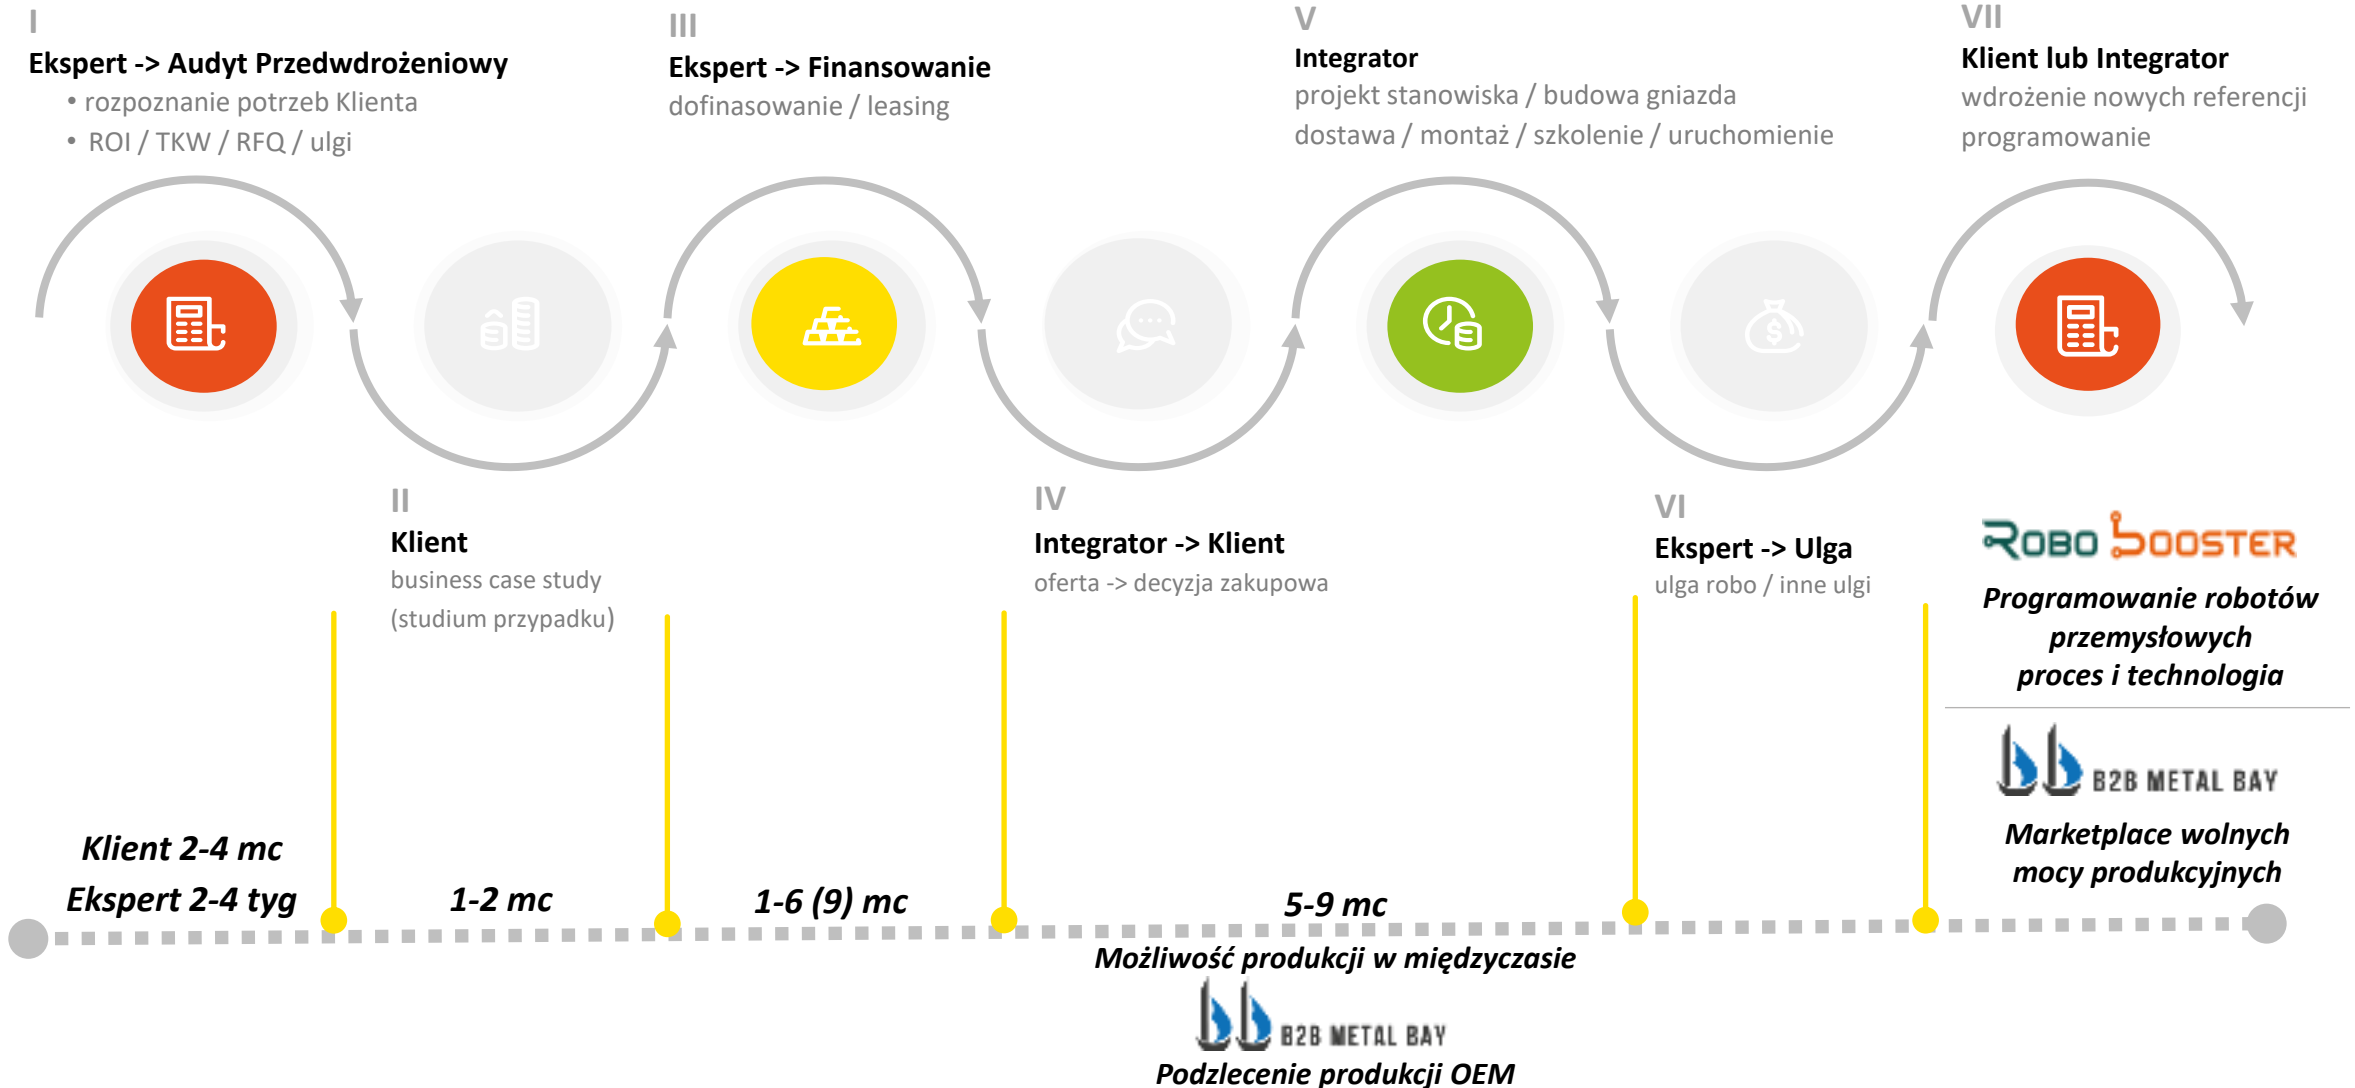 I
Ekspert -> Audyt Przedwdrożeniowy
• rozpoznanie potrzeb Klienta
• ROI / TKW / RFQ / ulgi
III
Ekspert -> Finansowanie
dofinasowanie / leasing
V
Integrator
projekt stanowiska / budowa gniazda
dostawa / montaż / szkolenie / uruchomienie
VII
Klient lub Integrator
wdrożenie nowych referencji
programowanie
II
Klient
business case study
(studium przypadku)
IV
Integrator -> Klient
oferta -> decyzja zakupowa
VI
Ekspert -> Ulga
ulga robo / inne ulgi
ROBO bOOSTER
Programowanie robotów
przemysłowych
proces i technologia
B2B METAL BAY
Marketplace wolnych
mocy produkcyjnych
Klient 2-4 mc
Ekspert 2-4 tyg
1-2 mc
1-6 (9) mc
5-9 mc
Możliwość produkcji w międzyczasie
B2B METAL BAY
Podzlecenie produkcji OEM